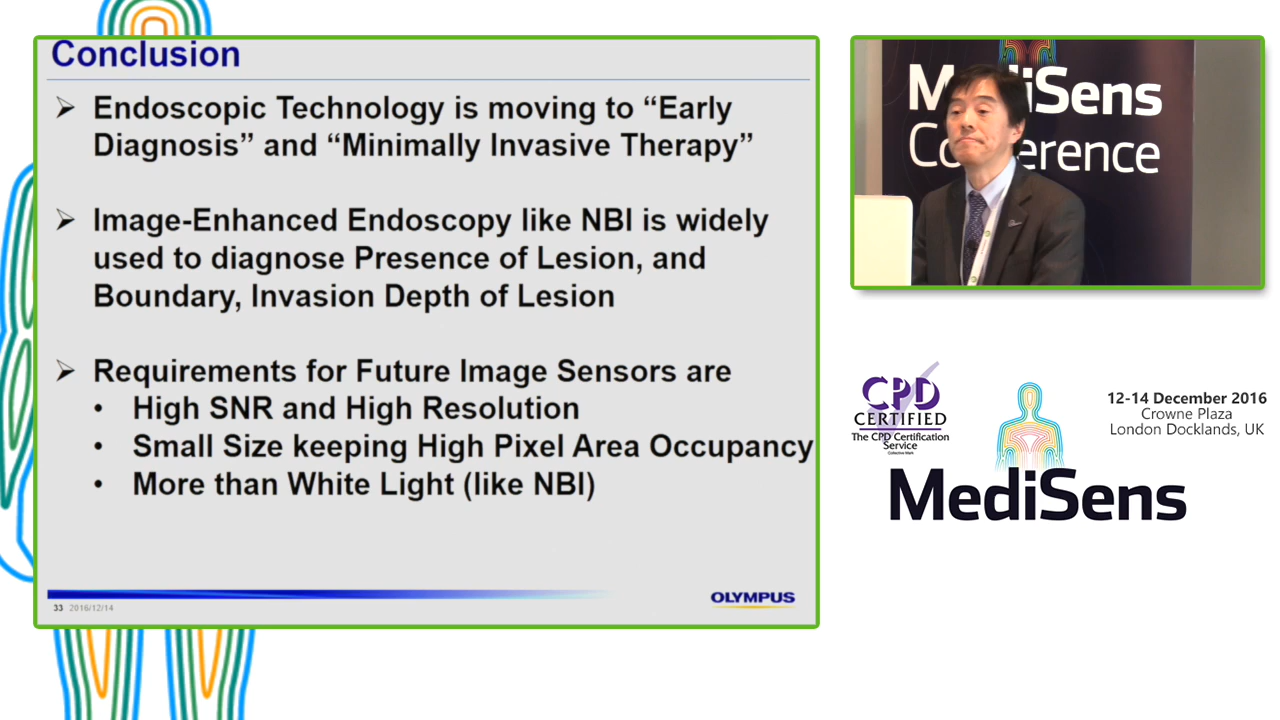 Conclusion
➢ Endoscopic Technology is moving to “Early
Diagnosis” and “Minimally Invasive Therapy”
➢ Image-Enhanced Endoscopy like NBI is widely
used to diagnose Presence of Lesion, and
Boundary, Invasion Depth of Lesion
➢ Requirements for Future Image Sensors are
• High SNR and High Resolution
• Small Size keeping High Pixel Area Occupancy
• More than White Light (like NBI)
33 2016/12/14
OLYMPUS
MediSens
Conference
CPD
CERTIFIED
The CPD Certification
Service
Collective Mark
12-14 December 2016
Crowne Plaza
London Docklands, UK
MediSens